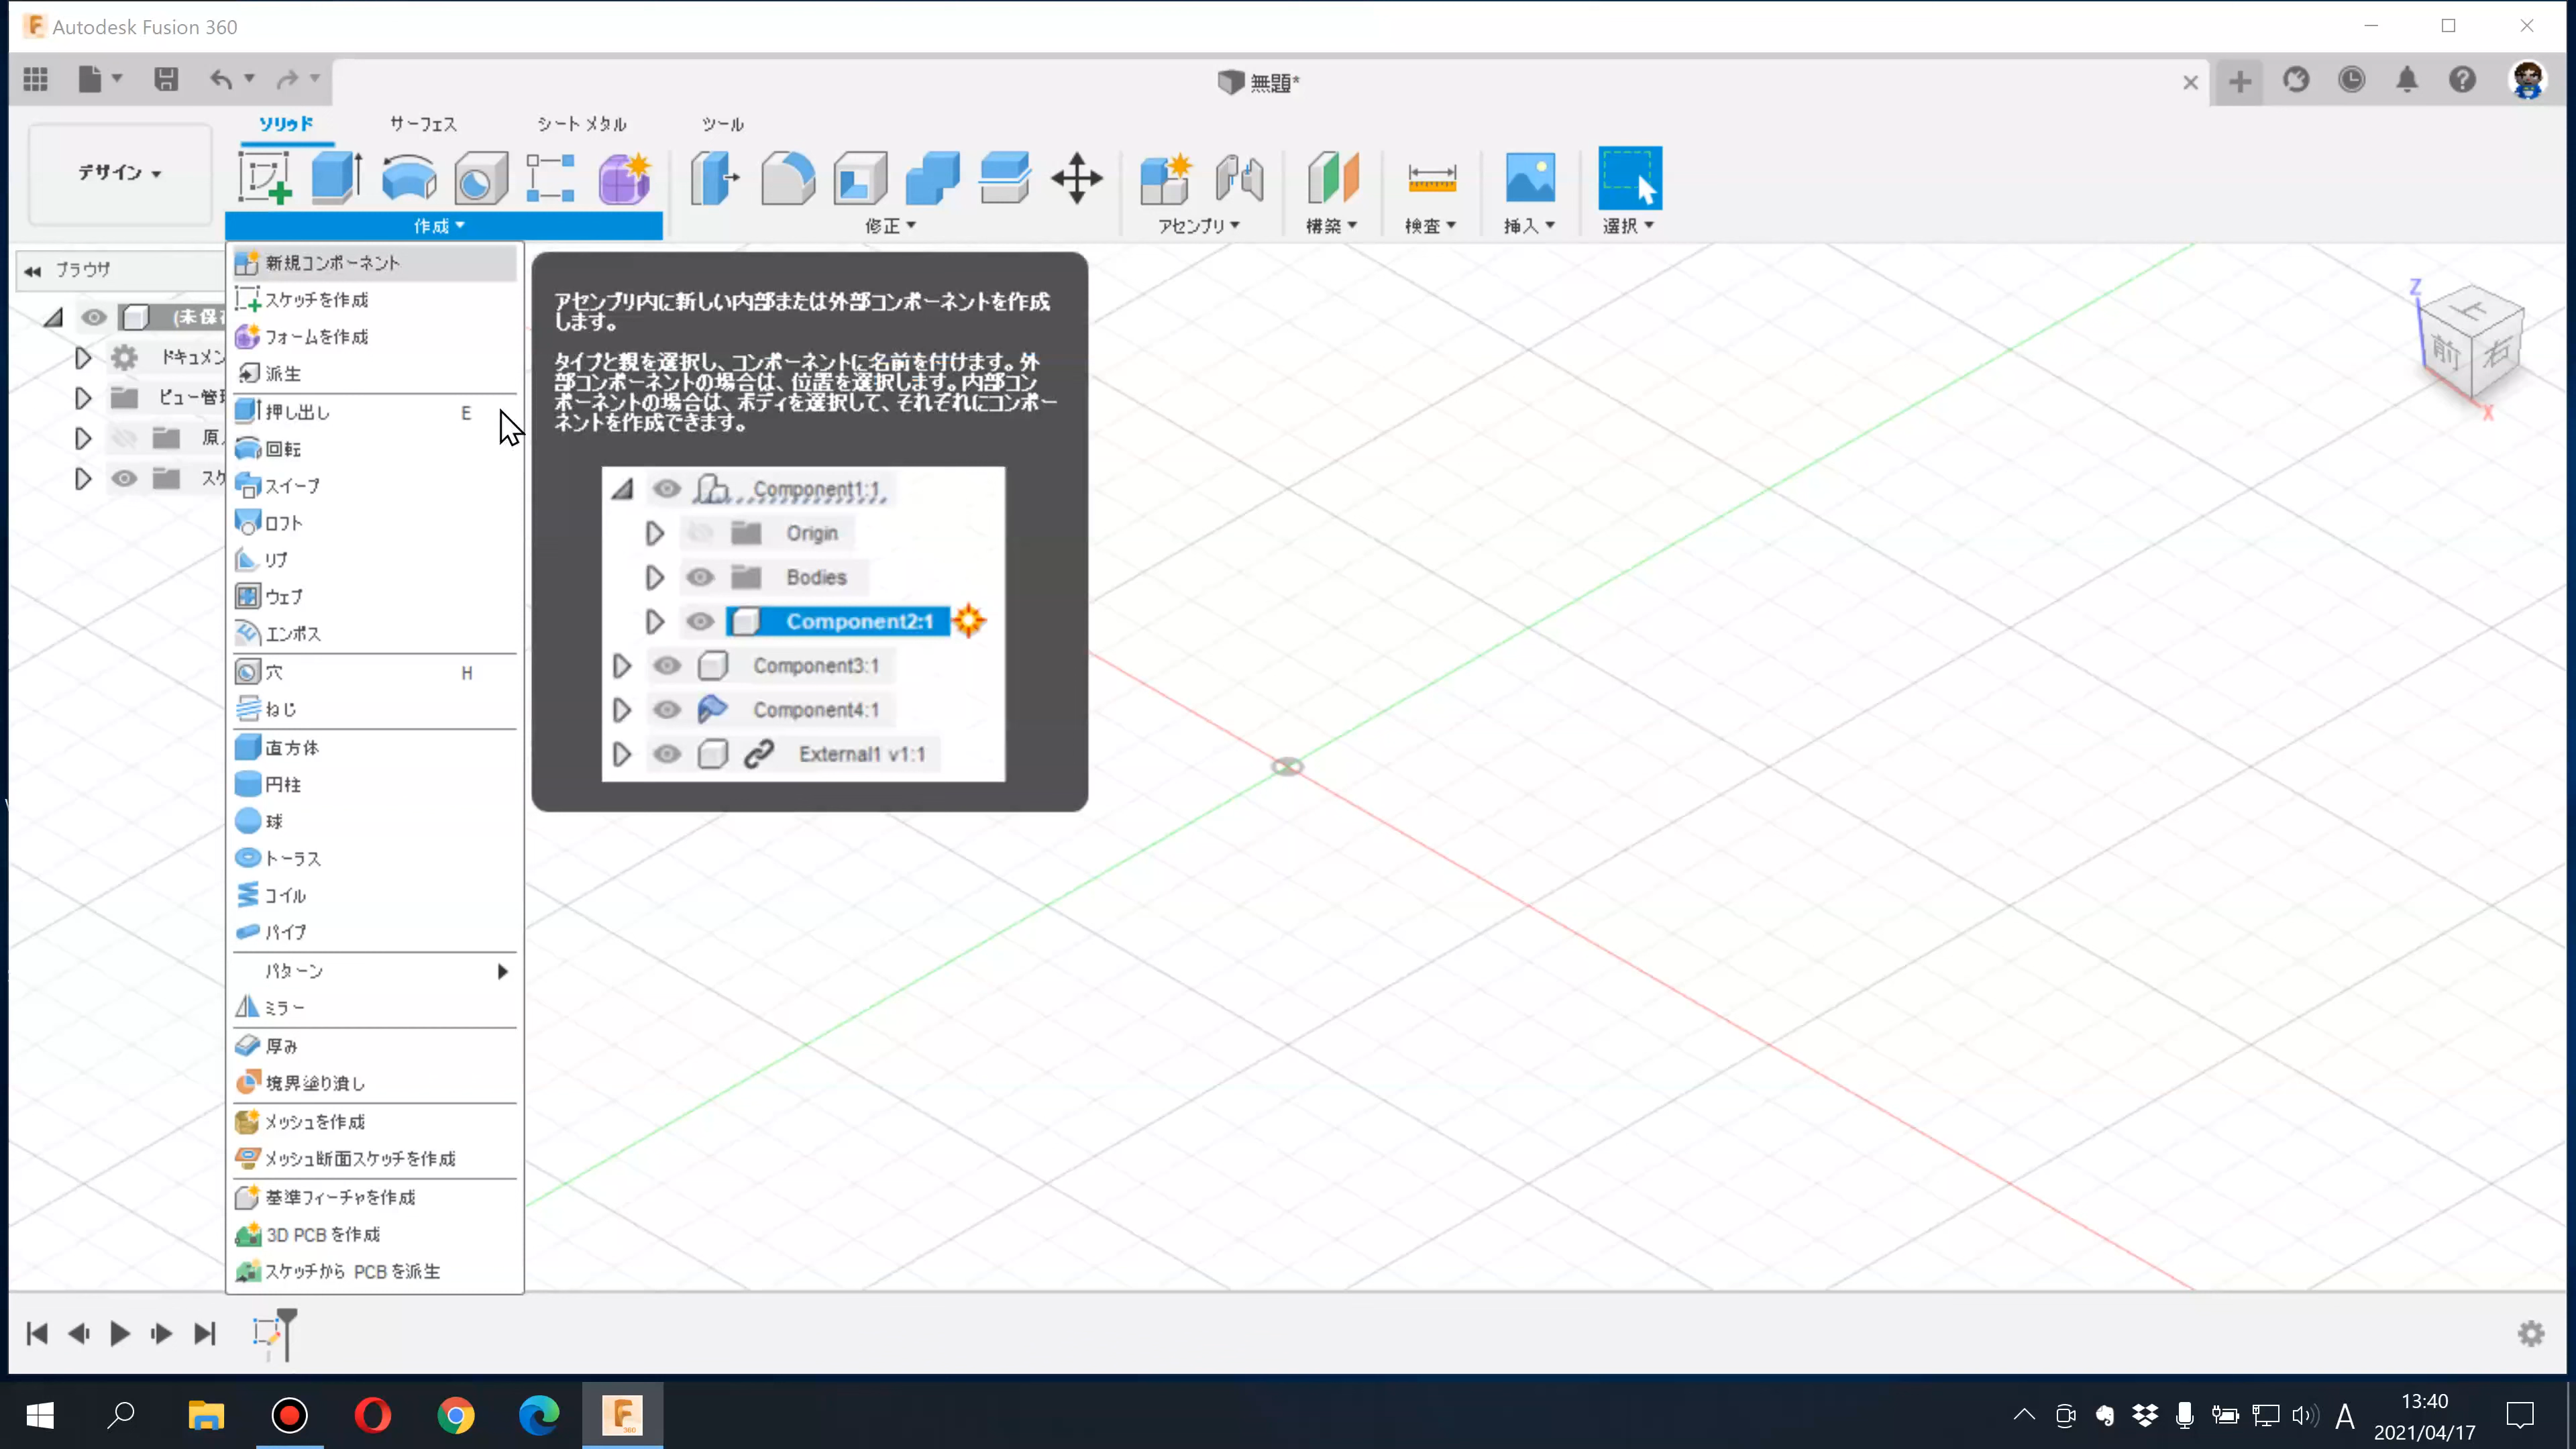 Autodesk Fusion 360
無題*
ソリッド
サーフェス
シート メタル
ツール
デザイン
作成
修正
アセンブリ
構築
検査
挿入
選択
ブラウザ
(未保
ドキュメン
ビュー管
新規コンポーネント
スケッチを作成
フォームを作成
派生
押し出し E
回転
スイープ
ロフト
リブ
ウェブ
エンボス
穴 H
ねじ
直方体
円柱
球
トーラス
コイル
パイプ
パターン
ミラー
厚み
境界塗り潰し
メッシュを作成
メッシュ断面スケッチを作成
基準フィーチャを作成
3D PCB を作成
スケッチから PCB を派生
アセンブリ内に新しい内部または外部コンポーネントを作成
します。
タイプと親を選択し、コンポーネントに名前を付けます。外
部コンポーネントの場合は、位置を選択します。内部コン
ポーネントの場合は、ボディを選択して、それぞれにコンポー
ネントを作成できます。
Component1:1
Origin
Bodies
Component2:1
Component3:1
Component4:1
External1 v1:1
Z
上
前
右
X
360
A
13:40
2021/04/17